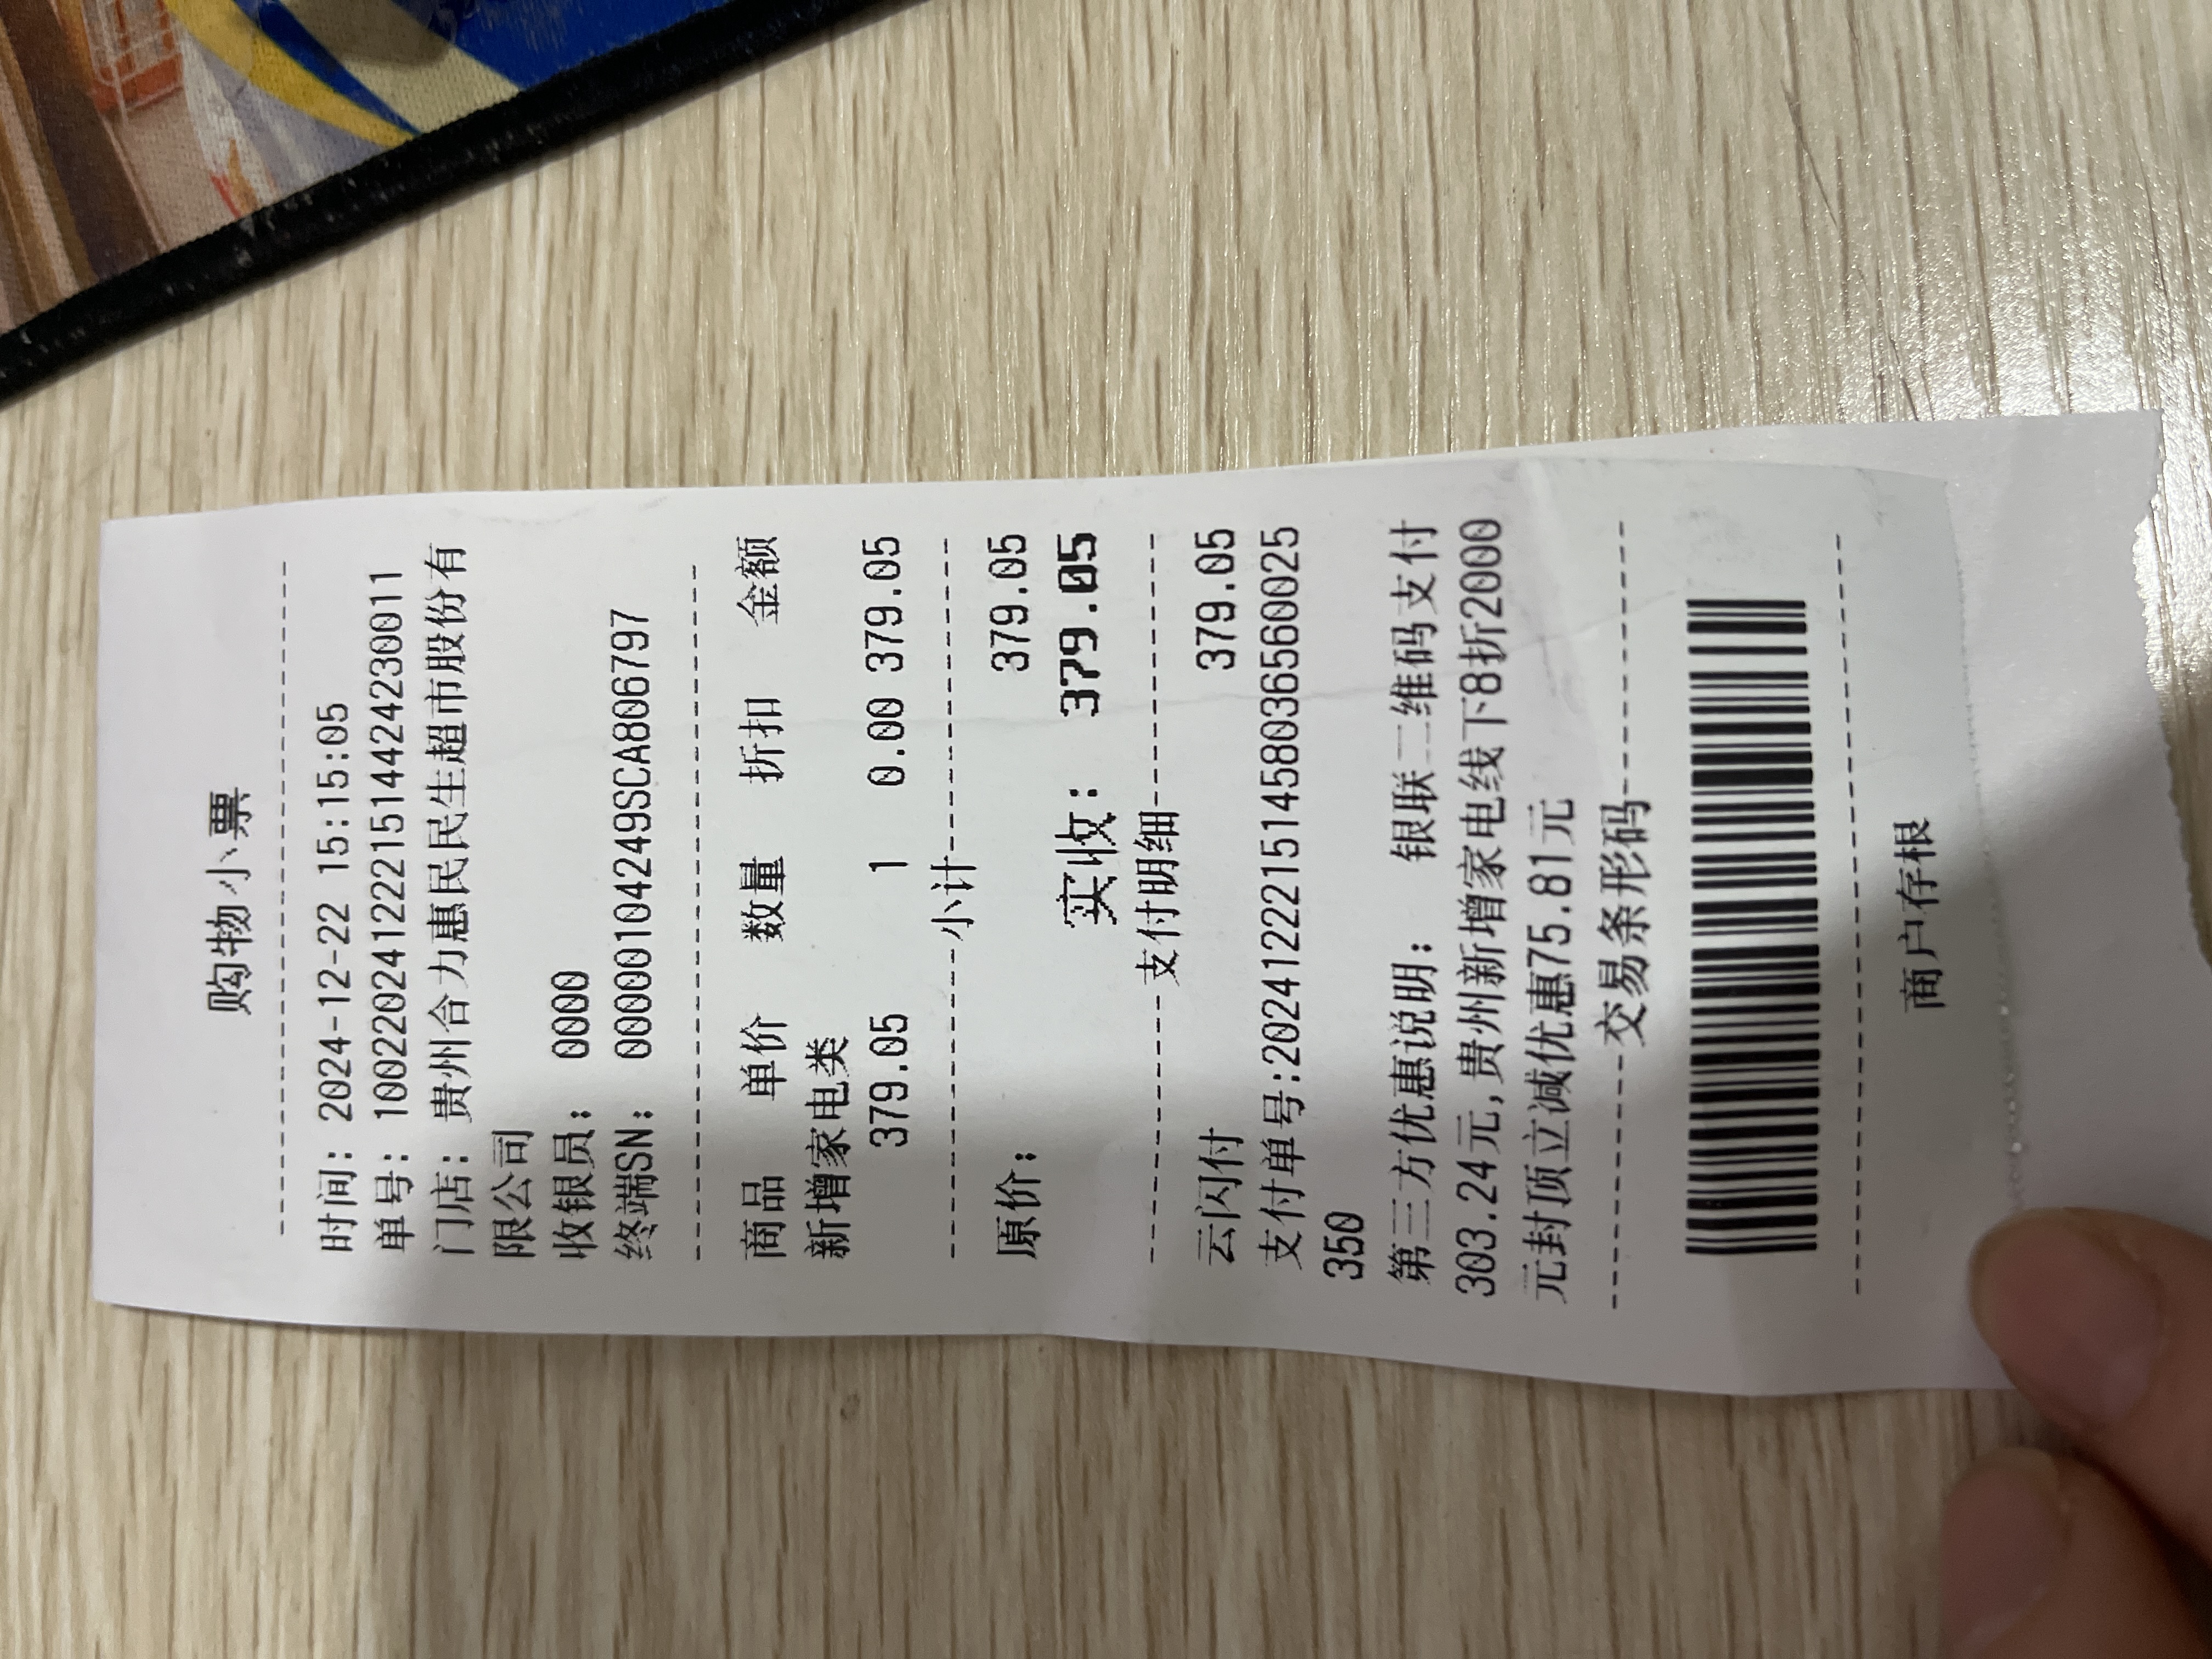 购物小票
时间: 2024-12-22 15:15:05
单号: 10022024122215144242230011
门店: 贵州合力惠民民生超市股份有
限公司
收银员: 0000
终端SN: 00000104249SCA806797
商品 单价 数量 折扣 金额
新增家电类
379.05 1 0.00 379.05
小计
原价: 379.05
实收: 379.05
支付明细
云闪付 379.05
支付单号:20241222151458036560025
350
第三方优惠说明: 银联二维码支付
303.24元,贵州新增家电线下8折2000
元封顶立减优惠75.81元
交易条形码
商户存根